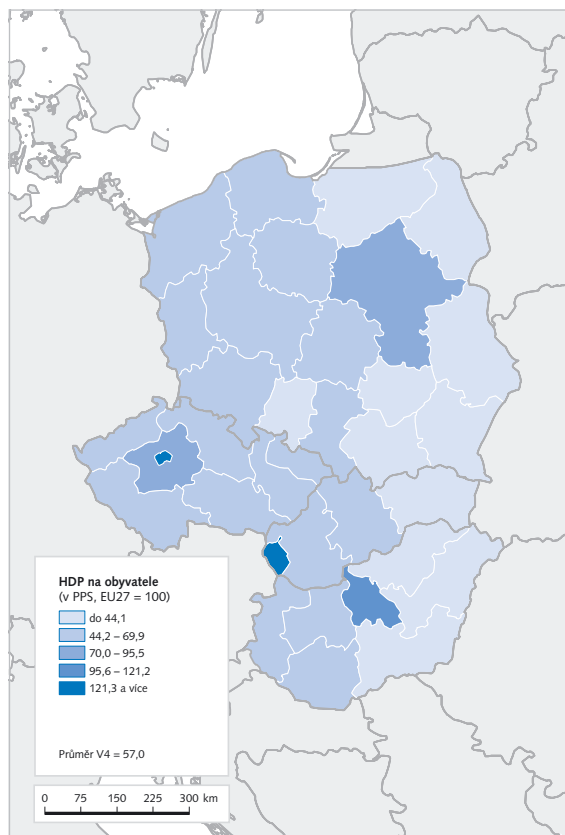 HDP na obyvatele
(v PPS, EU27 = 100)
do 44,1
44,2 – 69,9
70,0 – 95,5
95,6 – 121,2
121,3 a více
Průměr V4 = 57,0
0 75 150 225 300 km